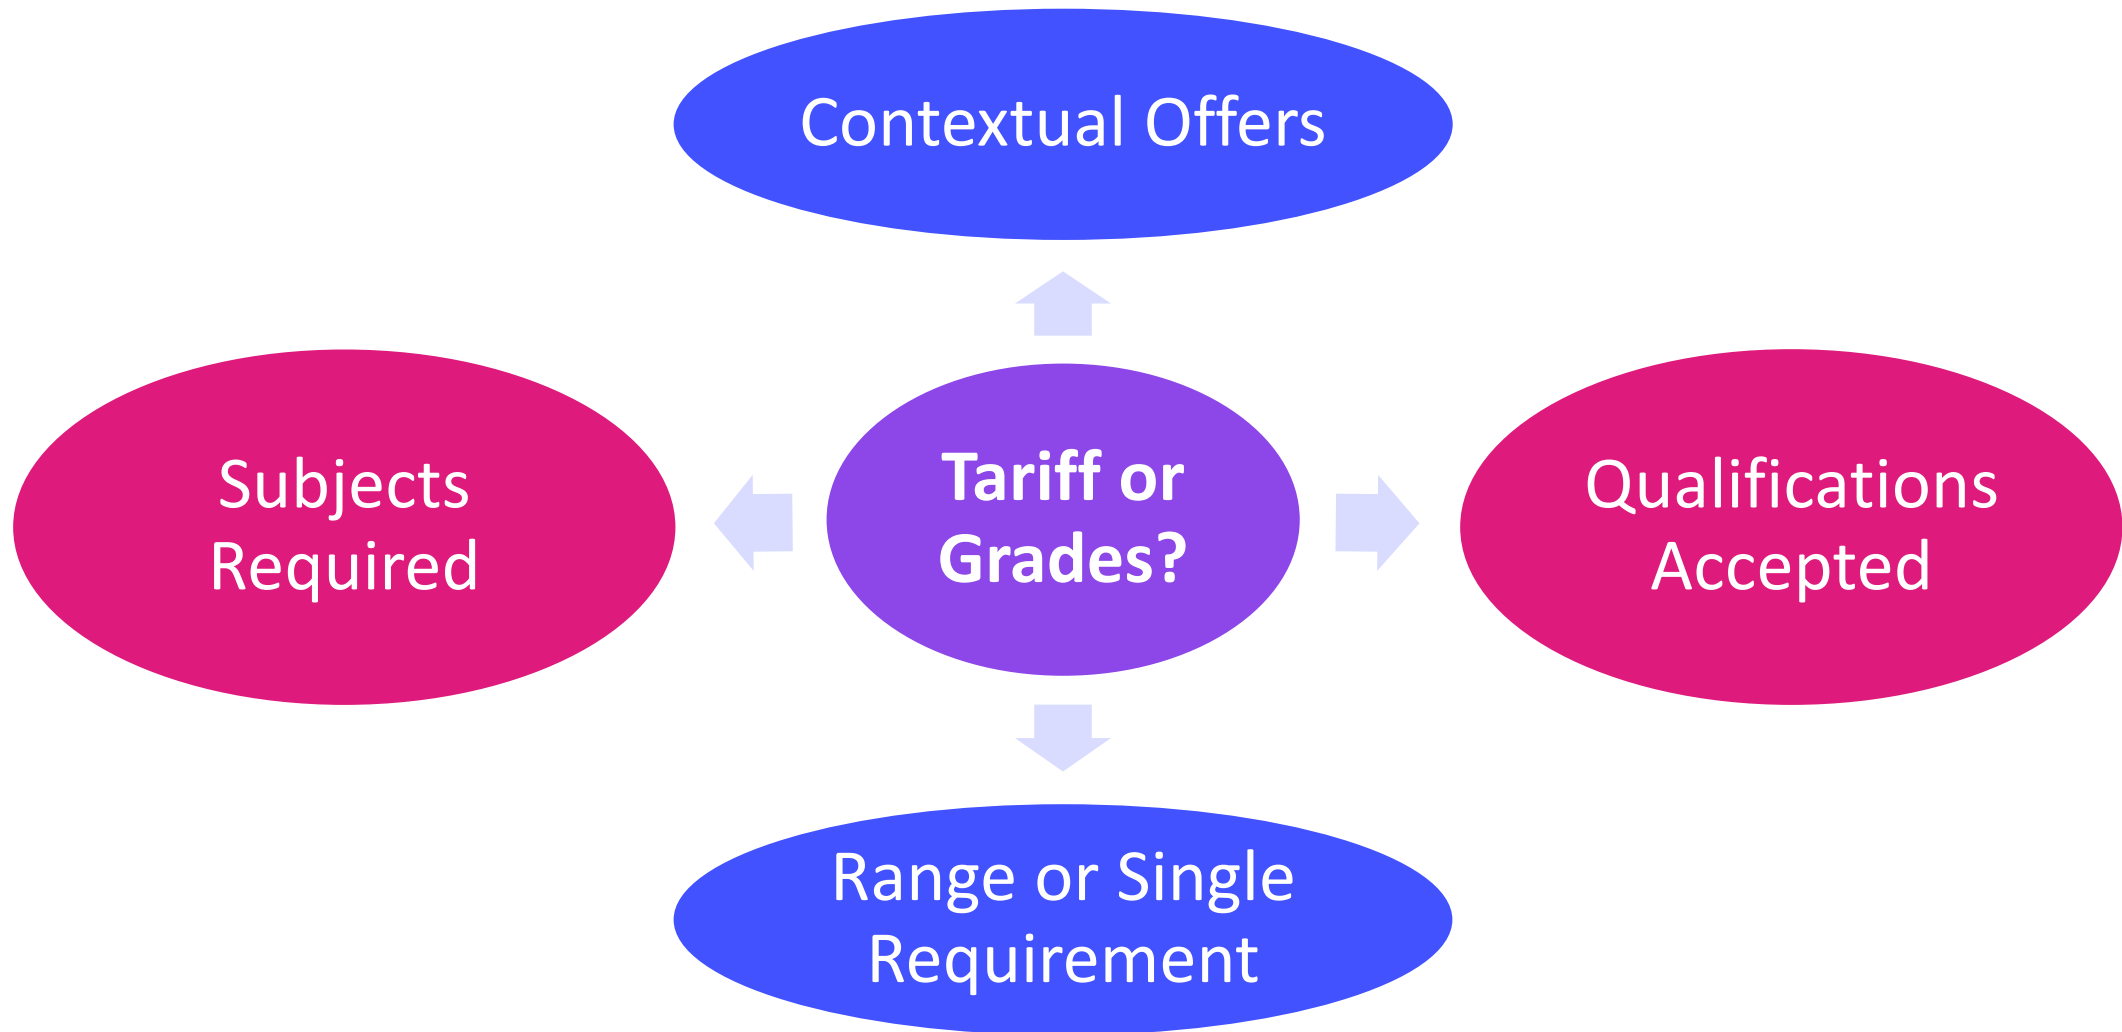 Contextual Offers
Subjects
Required
Tariff or
Grades?
Qualifications
Accepted
Range or Single
Requirement